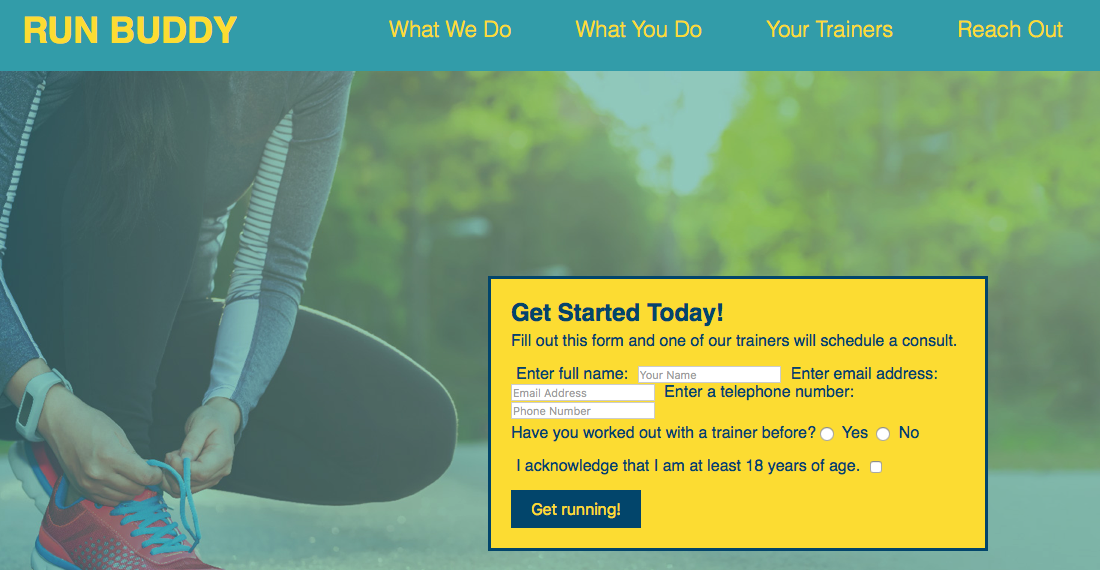 RUN BUDDY What We Do What You Do Your Trainers Reach Out
Get Started Today!
Fill out this form and one of our trainers will schedule a consult.
Enter full name: Your Name Enter email address:
Email Address Enter a telephone number:
Phone Number
Have you worked out with a trainer before? Yes No
I acknowledge that I am at least 18 years of age.
Get running!